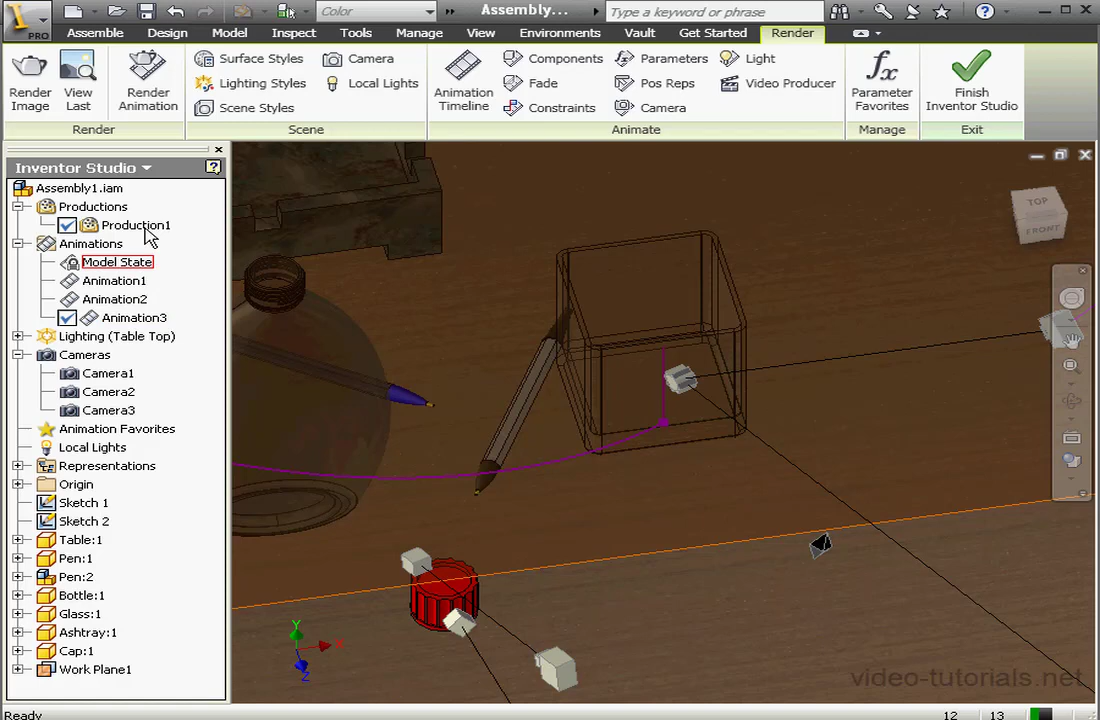 PRO
Color
Assembly...
Type a keyword or phrase
Assemble Design Model Inspect Tools Manage View Environments Vault Get Started Render
Render Image
View Last
Render Animation
Render
Surface Styles
Lighting Styles
Scene Styles
Camera
Local Lights
Scene
Animation Timeline
Components
Fade
Constraints
Parameters
Pos Reps
Camera
Light
Video Producer
Animate
fx
Parameter Favorites
Manage
Finish Inventor Studio
Exit
Inventor Studio
Assembly1.iam
Productions
Production1
Animations
Model State
Animation1
Animation2
Animation3
Lighting (Table Top)
Cameras
Camera1
Camera2
Camera3
Animation Favorites
Local Lights
Representations
Origin
Sketch 1
Sketch 2
Table:1
Pen:1
Pen:2
Bottle:1
Glass:1
Ashtray:1
Cap:1
Work Plane1
TOP
FRONT
Y
X
Z
video-tutorials.net
Ready
12 13